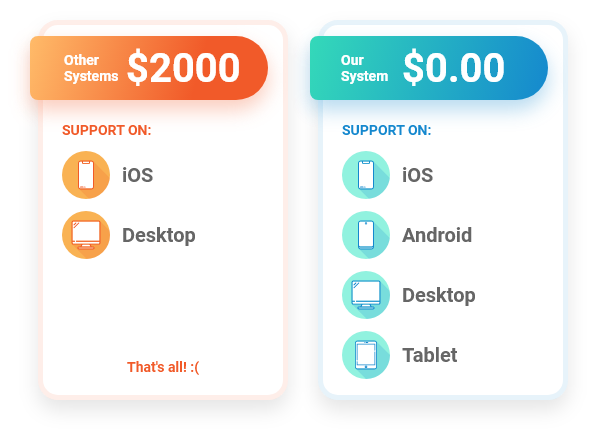 Other
Systems $2000
SUPPORT ON:
iOS
Desktop
That's all! :(
Our
System $0.00
SUPPORT ON:
iOS
Android
Desktop
Tablet